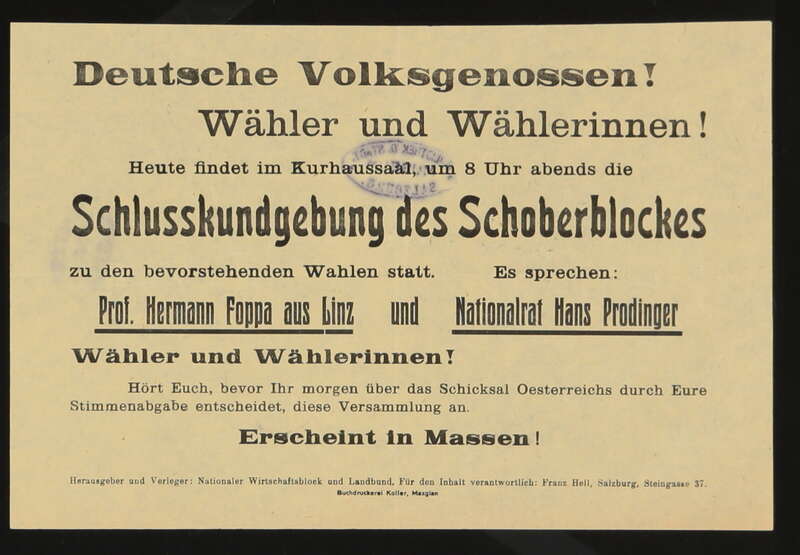 Deutsche Volksgenossen!
Wähler und Wählerinnen!
Heute findet im Kurhaussaal, um 8 Uhr abends die
Schlusskundgebung des Schoberblockes
zu den bevorstehenden Wahlen statt. Es sprechen:
Prof. Hermann Foppa aus Linz und Nationalrat Hans Prodinger
Wähler und Wählerinnen!
Hört Euch, bevor Ihr morgen über das Schicksal Oesterreichs durch Eure
Stimmenabgabe entscheidet, diese Versammlung an.
Erscheint in Massen!
Herausgeber und Verleger: Nationaler Wirtschaftsblock und Landbund, Für den Inhalt verantwortlich: Franz Hell, Salzburg, Steingasse 37.
Buchdruckerei Koller, Maxglan